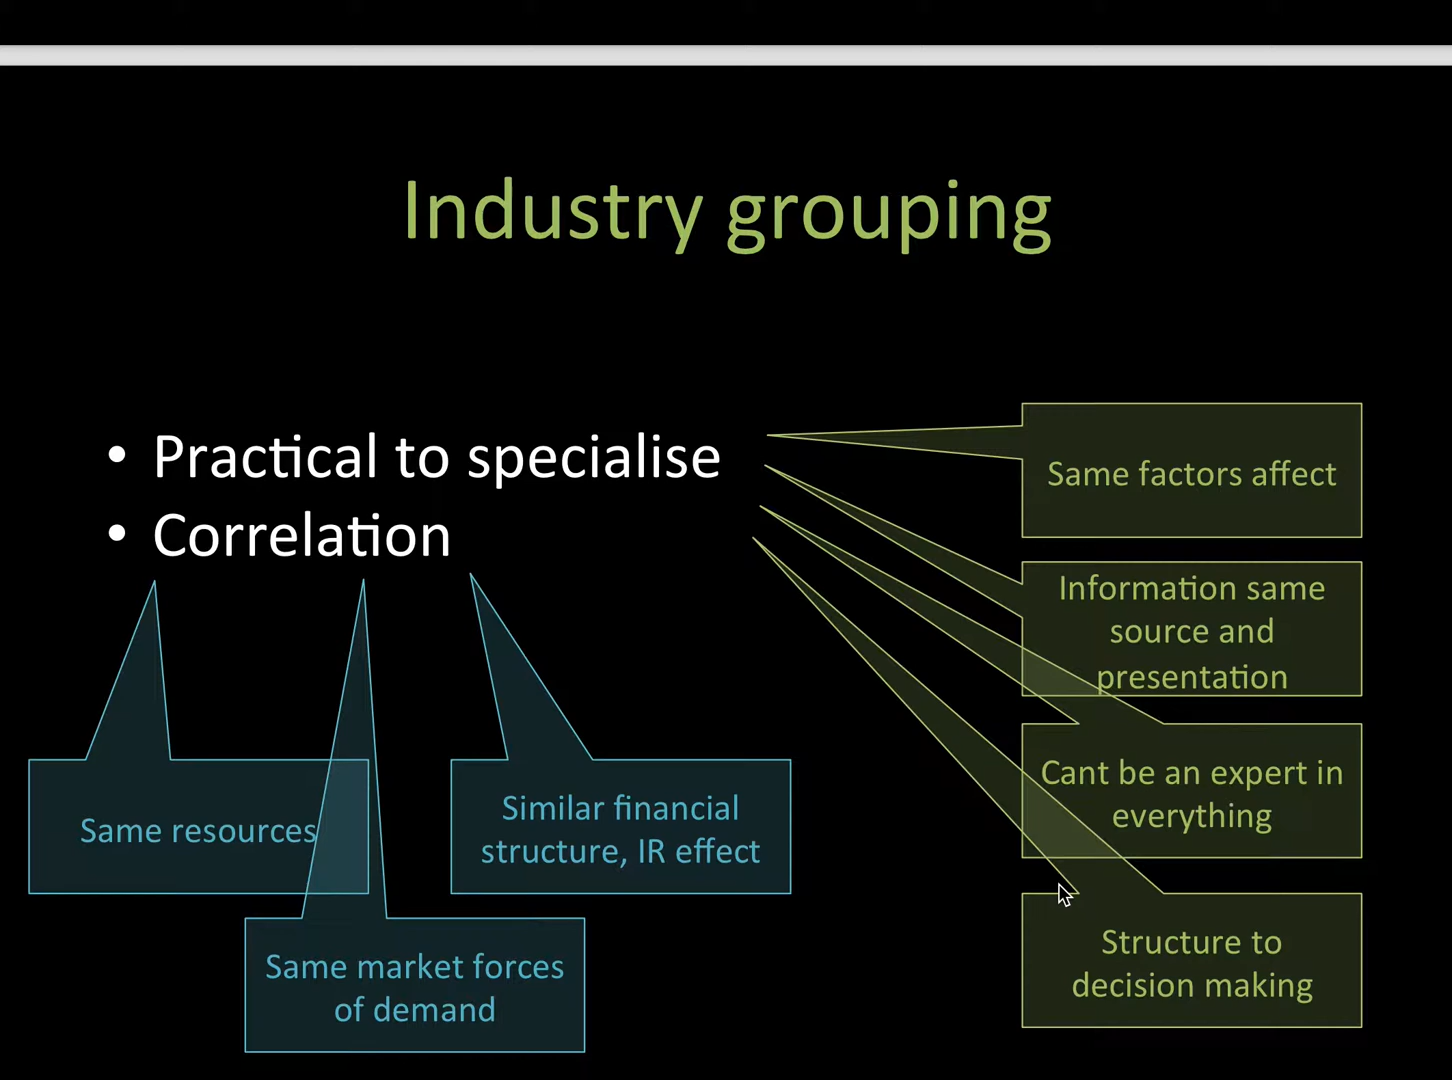 Industry grouping
• Practical to specialise
• Correlation
Same factors affect
Information same
source and
presentation
Cant be an expert in
everything
Structure to
decision making
Same resources
Similar financial
structure, IR effect
Same market forces
of demand